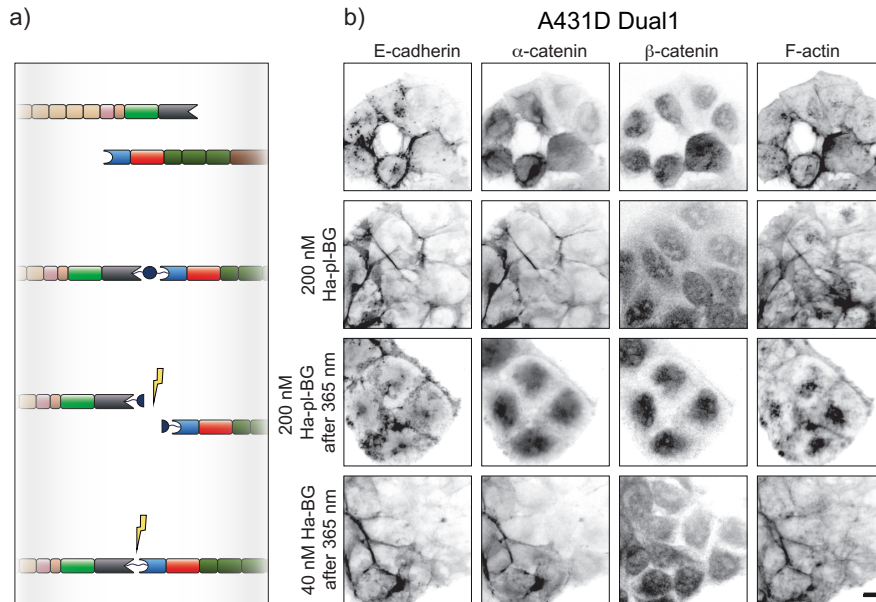 a)
b)
A431D Dual1
E-cadherin
α-catenin
β-catenin
F-actin
200 nM
Ha-pl-BG
200 nM
Ha-pl-BG
after 365 nm
40 nM Ha-BG
after 365 nm